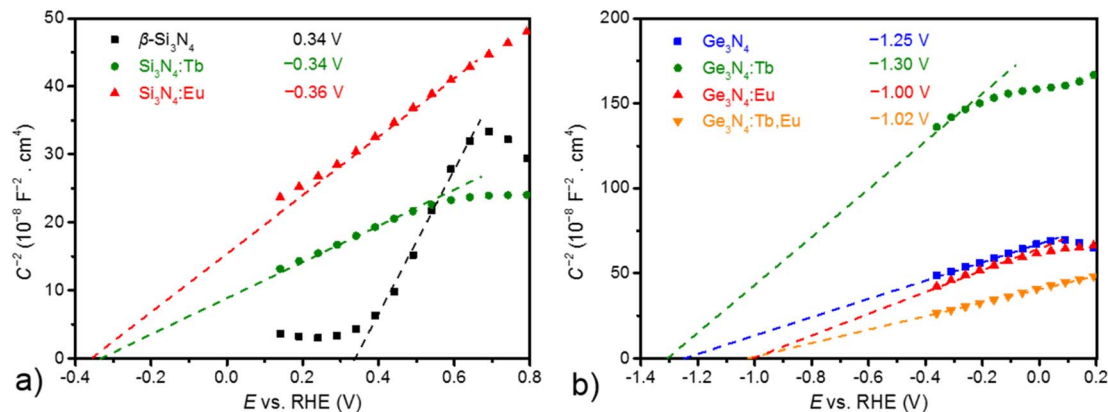 50
40
30
20
10
0
C⁻² (10⁻⁸ F⁻² . cm⁴)
β-Si₃N₄ 0.34 V
Si₃N₄:Tb −0.34 V
Si₃N₄:Eu −0.36 V
-0.4 -0.2 0.0 0.2 0.4 0.6 0.8
E vs. RHE (V)
a)
200
150
100
50
0
C⁻² (10⁻⁸ F⁻² . cm⁴)
Ge₃N₄ −1.25 V
Ge₃N₄:Tb −1.30 V
Ge₃N₄:Eu −1.00 V
Ge₃N₄:Tb,Eu −1.02 V
-1.4 -1.2 -1.0 -0.8 -0.6 -0.4 -0.2 0.0 0.2
E vs. RHE (V)
b)